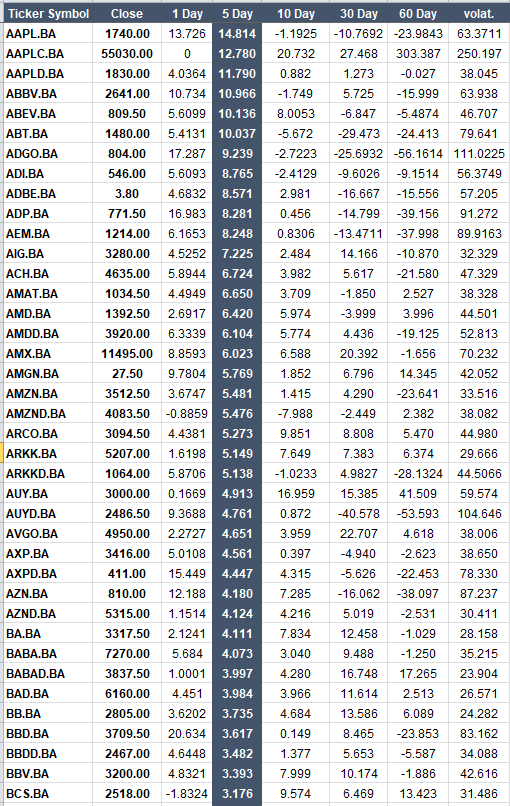 Ticker Symbol Close 1 Day 5 Day 10 Day 30 Day 60 Day volat.
AAPL.BA 1740.00 13.726 14.814 -1.1925 -10.7692 -23.9843 63.3711
AAPLC.BA 55030.00 0 12.780 20.732 27.468 303.387 250.197
AAPLD.BA 1830.00 4.0364 11.790 0.882 1.273 -0.027 38.045
ABBV.BA 2641.00 10.734 10.966 -1.749 5.725 -15.999 63.938
ABEV.BA 809.50 5.6099 10.136 8.0053 -6.847 -5.4874 46.707
ABT.BA 1480.00 5.4131 10.037 -5.672 -29.473 -24.413 79.641
ADGO.BA 804.00 17.287 9.239 -2.7223 -25.6932 -56.1614 111.0225
ADI.BA 546.00 5.6093 8.765 -2.4129 -9.6026 -9.1514 56.3749
ADBE.BA 3.80 4.6832 8.571 2.981 -16.667 -15.556 57.205
ADP.BA 771.50 16.983 8.281 0.456 -14.799 -39.156 91.272
AEM.BA 1214.00 6.1653 8.248 0.8306 -13.4711 -37.998 89.9163
AIG.BA 3280.00 4.5252 7.225 2.484 14.166 -10.870 32.329
ACH.BA 4635.00 5.8944 6.724 3.982 5.617 -21.580 47.329
AMAT.BA 1034.50 4.4949 6.650 3.709 -1.850 2.527 38.328
AMD.BA 1392.50 2.6917 6.420 5.974 -3.999 3.996 44.501
AMDD.BA 3920.00 6.3339 6.104 5.774 4.436 -19.125 52.813
AMX.BA 11495.00 8.8593 6.023 6.588 20.392 -1.656 70.232
AMGN.BA 27.50 9.7804 5.769 1.852 6.796 14.345 42.052
AMZN.BA 3512.50 3.6747 5.481 1.415 4.290 -23.641 33.516
AMZND.BA 4083.50 -0.8859 5.476 -7.988 -2.449 2.382 38.082
ARCO.BA 3094.50 4.4381 5.273 9.851 8.808 5.470 44.980
ARKK.BA 5207.00 1.6198 5.149 7.649 7.383 6.374 29.666
ARKKD.BA 1064.00 5.8706 5.138 -1.0233 4.9827 -28.1324 44.5066
AUY.BA 3000.00 0.1669 4.913 16.959 15.385 41.509 59.574
AUYD.BA 2486.50 9.3688 4.761 0.872 -40.578 -53.593 104.646
AVGO.BA 4950.00 2.2727 4.651 3.959 22.707 4.618 38.006
AXP.BA 3416.00 5.0108 4.561 0.397 -4.940 -2.623 38.650
AXPD.BA 411.00 15.449 4.447 4.315 -5.626 -22.453 78.330
AZN.BA 810.00 12.188 4.180 7.285 -16.062 -38.097 87.237
AZND.BA 5315.00 1.1514 4.124 4.216 5.019 -2.531 30.411
BA.BA 3317.50 2.1241 4.111 7.834 12.458 -1.029 28.158
BABA.BA 7270.00 5.684 4.073 3.040 9.488 -1.250 35.215
BABAD.BA 3837.50 1.0001 3.997 4.280 16.748 17.265 23.904
BAD.BA 6160.00 4.451 3.984 3.966 11.614 2.513 26.571
BB.BA 2805.00 3.6202 3.735 4.684 13.586 6.089 24.282
BBD.BA 3709.50 20.634 3.617 0.149 8.465 -23.853 83.162
BBDD.BA 2467.00 4.6448 3.482 1.377 5.653 -5.587 34.088
BBV.BA 3200.00 4.8321 3.393 7.999 10.174 -1.886 42.616
BCS.BA 2518.00 -1.8324 3.176 9.574 6.469 13.423 31.486